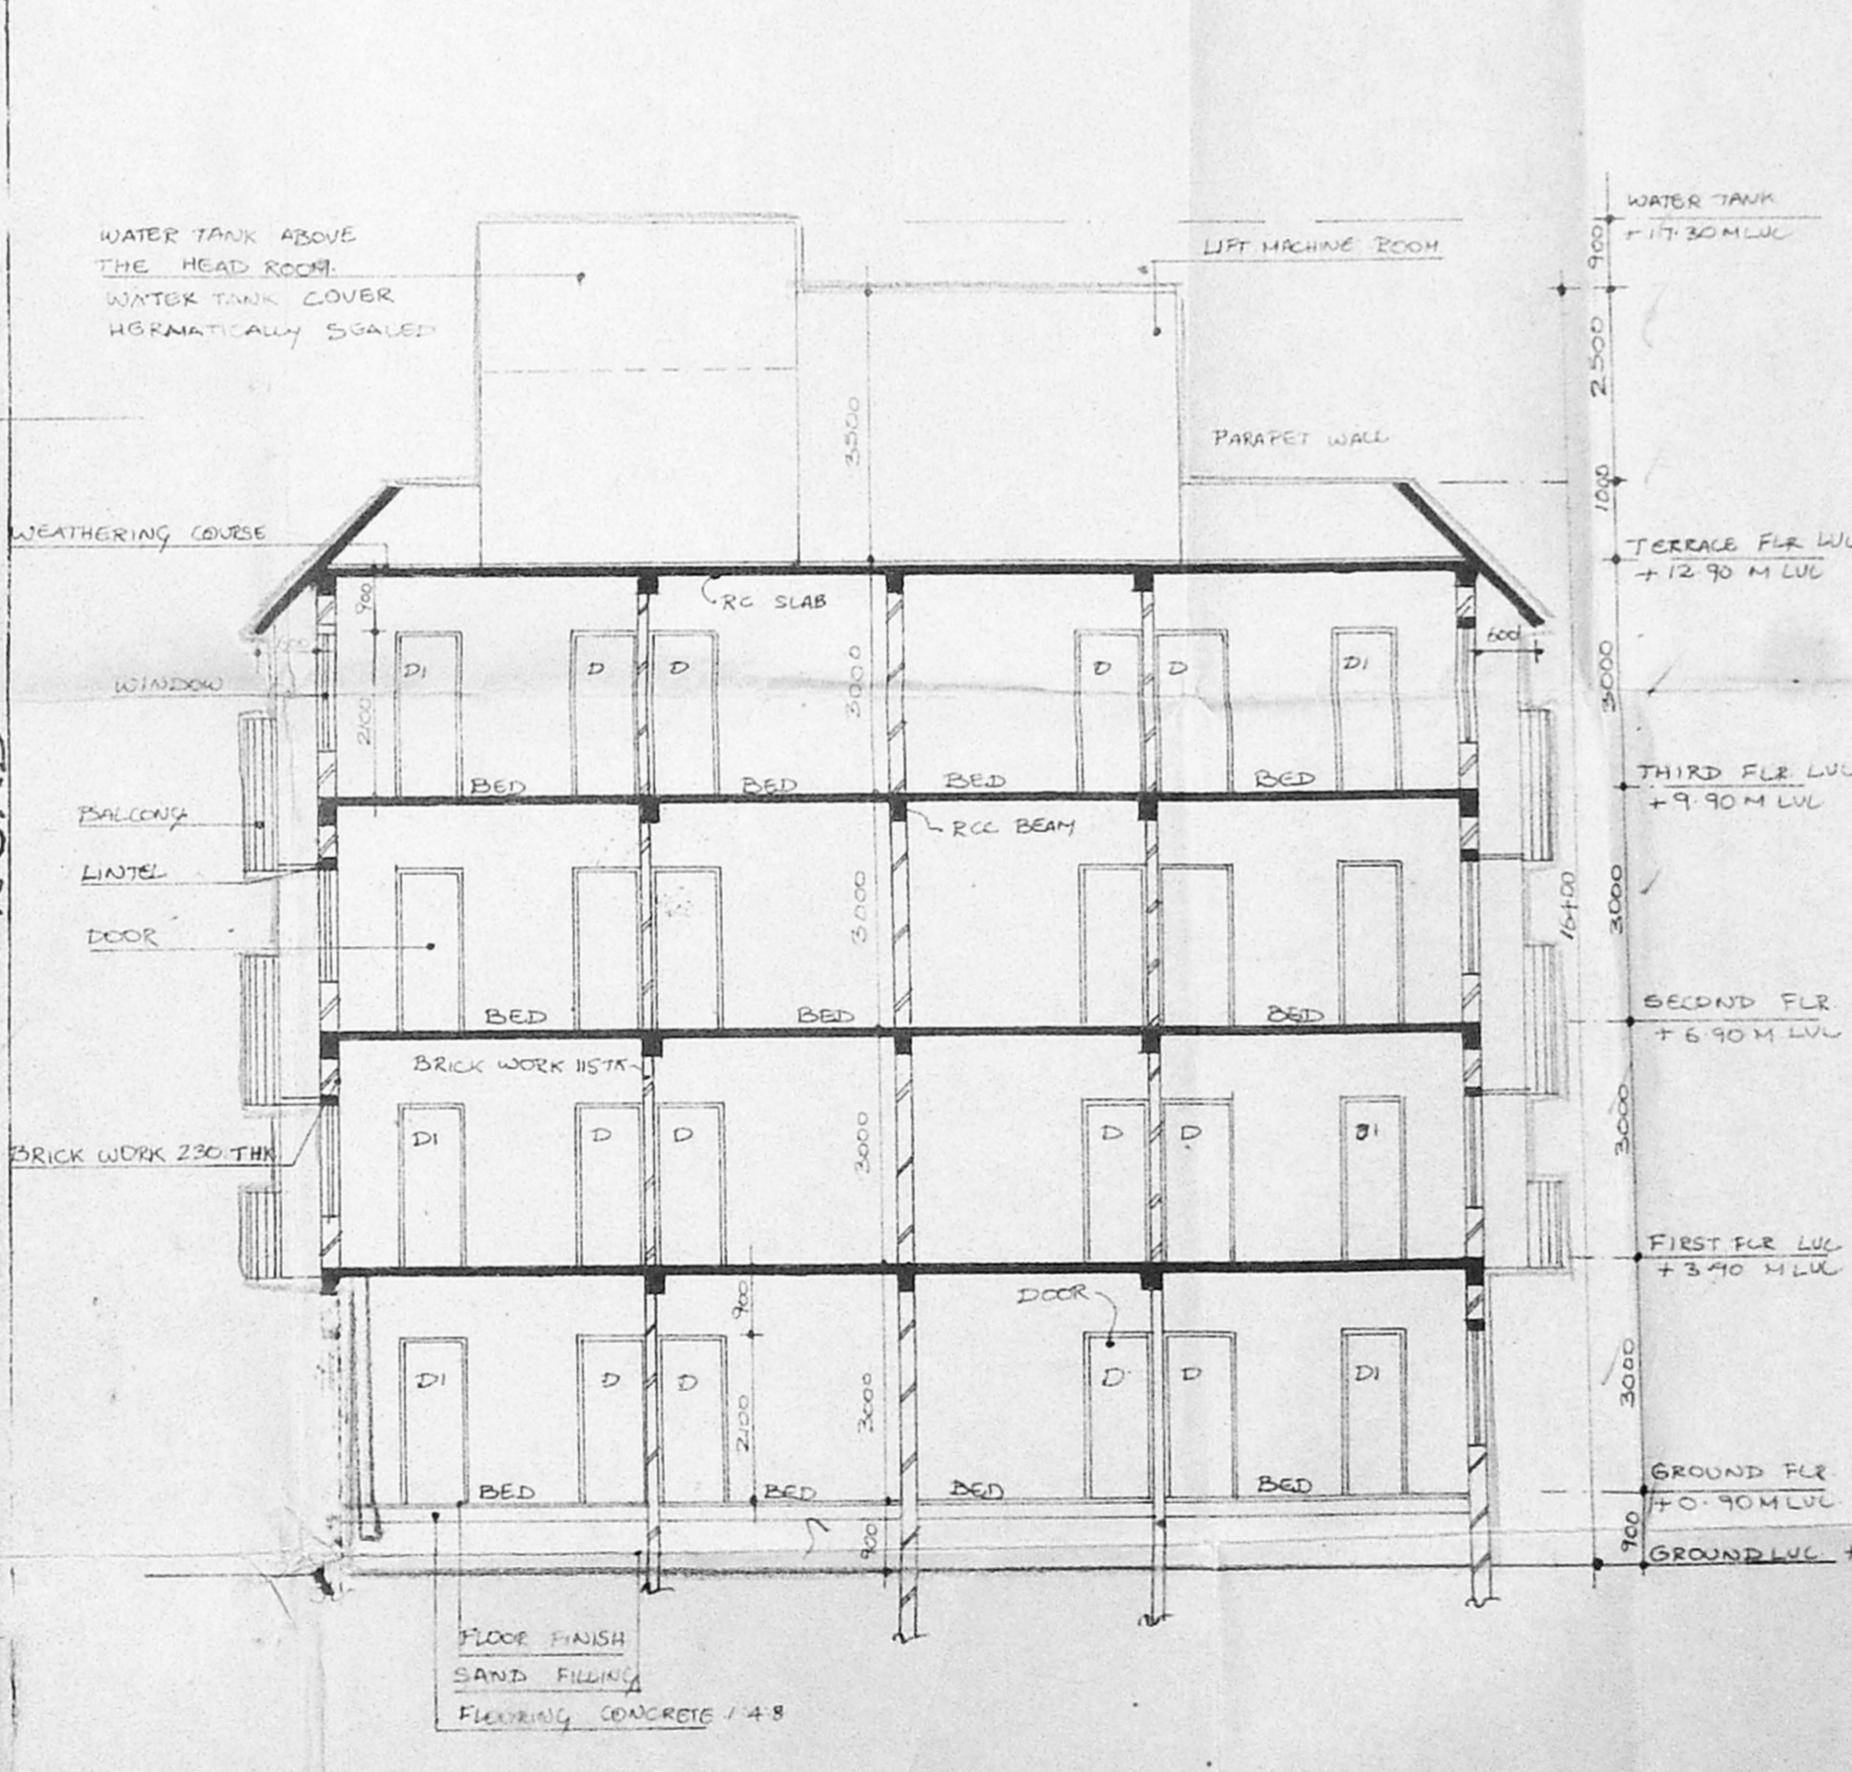 WATER TANK ABOVE
THE HEAD ROOM.
WATER TANK COVER
HERMATICALLY SEALED
LIFT MACHINE ROOM
WATER TANK
+17.30 M LVL
900
2500
3500
PARAPET WALL
1000
WEATHERING COURSE
TERRACE FLR LVL
+12.90 M LVL
900
RC SLAB
600
D1
D
D
D
D
D1
WINDOW
2100
3000
3000
BED
BED
BED
BED
THIRD FLR LVL
+9.90 M LVL
BALCONY
RCC BEAM
LINTEL
DOOR
3000
16400
3000
BED
BED
BED
SECOND FLR.
+6.90 M LVL
BRICK WORK 115TK
D1
D
D
D
D
D1
BRICK WORK 230.THK
3000
3000
FIRST FLR LVL
+3.90 M LVL
900
DOOR
D1
D
D
D
D
D1
2100
3000
3000
BED
BED
BED
BED
GROUND FLR
+0.90 M LVL
900
900
GROUND LVL +
FLOOR FINISH
SAND FILLING
FLOORING CONCRETE 1:4:8